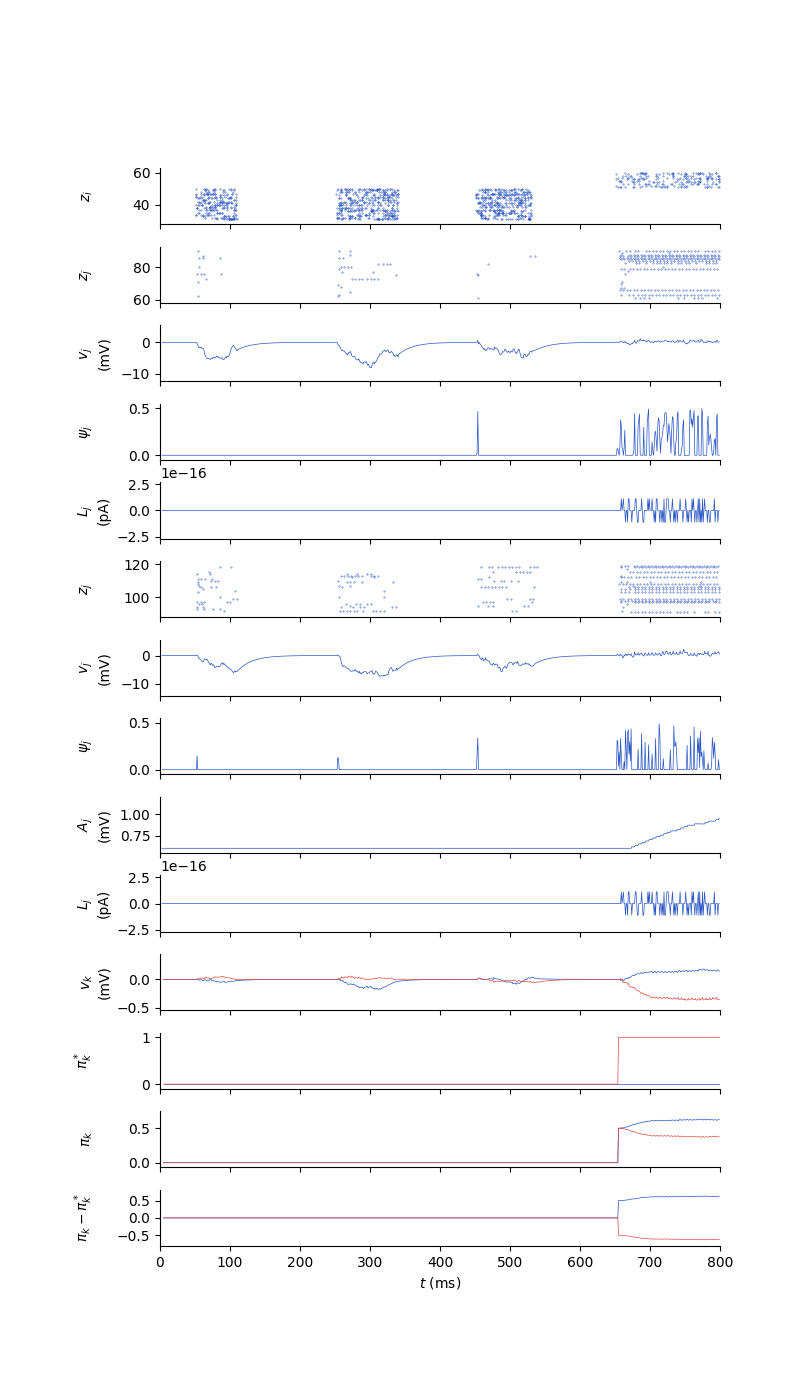 60
40
z_i
80
60
z_j
0
−10
v_j
(mV)
0.5
0.0
ψ_j
1e−16
2.5
0.0
−2.5
L_j
(pA)
120
100
z_j
0
−10
v_j
(mV)
0.5
0.0
ψ_j
1.00
0.75
A_j
(mV)
1e−16
2.5
0.0
−2.5
L_j
(pA)
0.0
−0.5
v_k
(mV)
1
0
π_k^*
0.5
0.0
π_k
0.5
0.0
−0.5
π_k − π_k^*
0 100 200 300 400 500 600 700 800
t (ms)